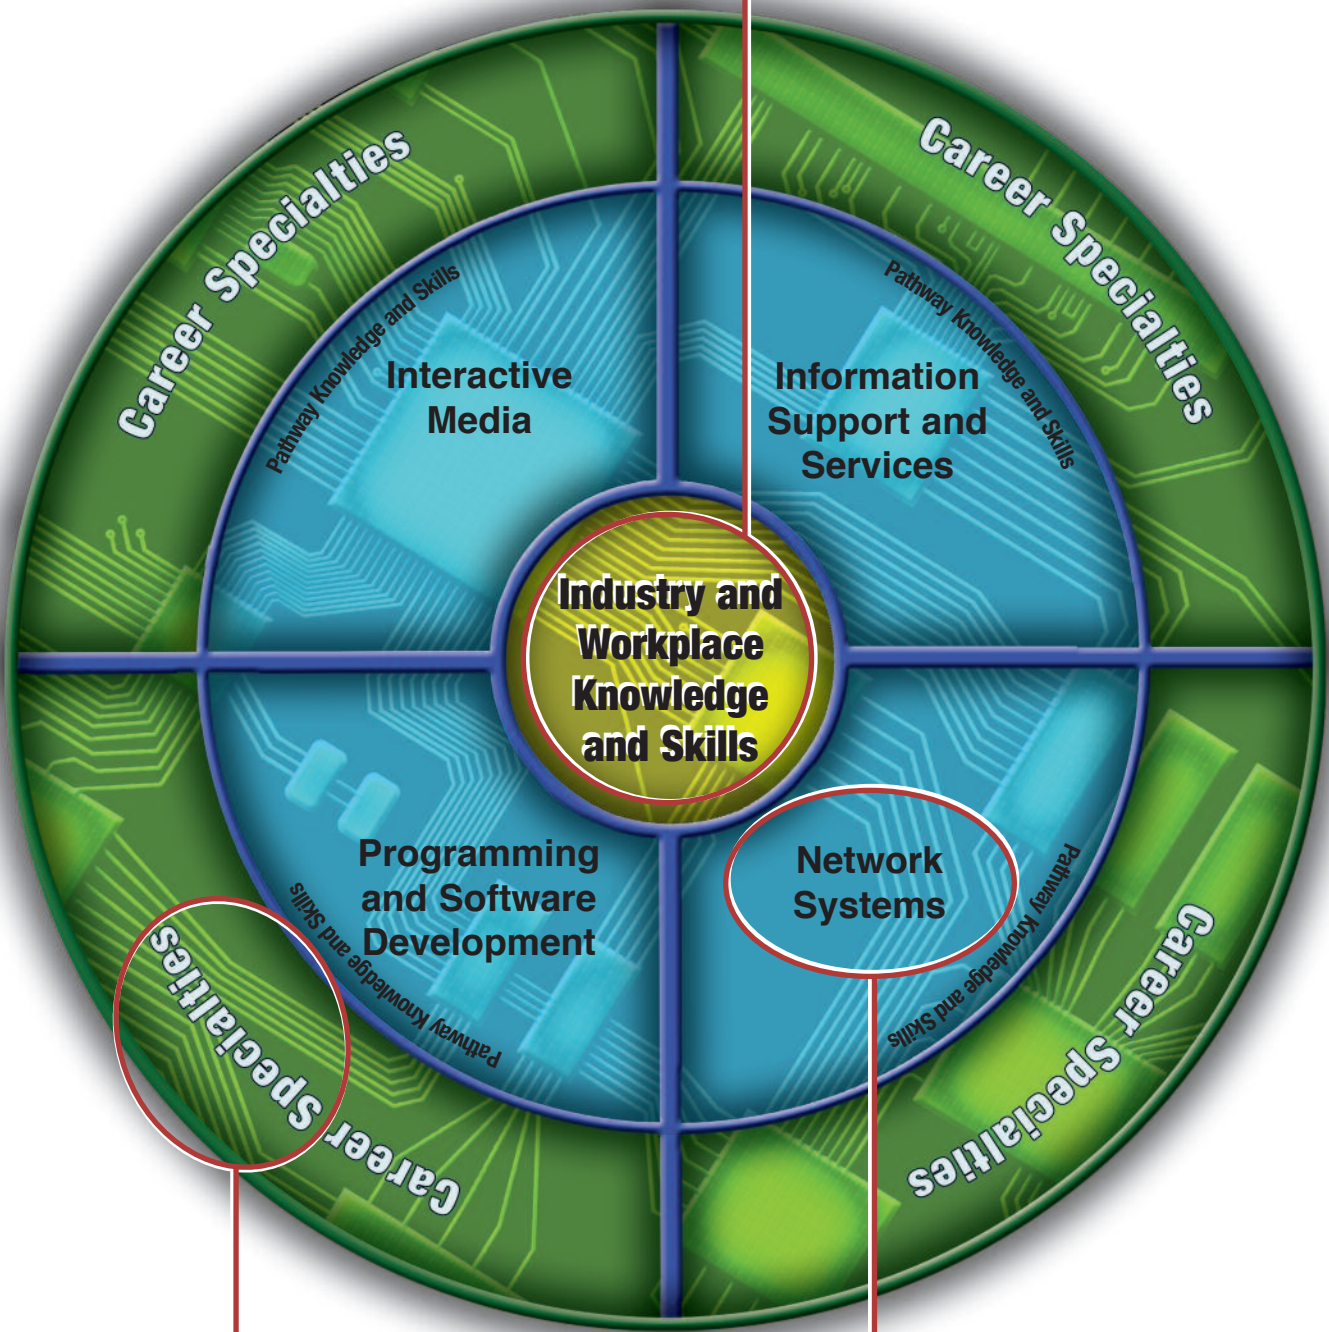 Career Specialties
Career Specialties
Pathway Knowledge and Skills
Pathway Knowledge and Skills
Interactive
Media
Information
Support and
Services
Industry and
Workplace
Knowledge
and Skills
Programming
and Software
Development
Network
Systems
Pathway Knowledge and Skills
Pathway Knowledge and Skills
Career Specialties
Career Specialties